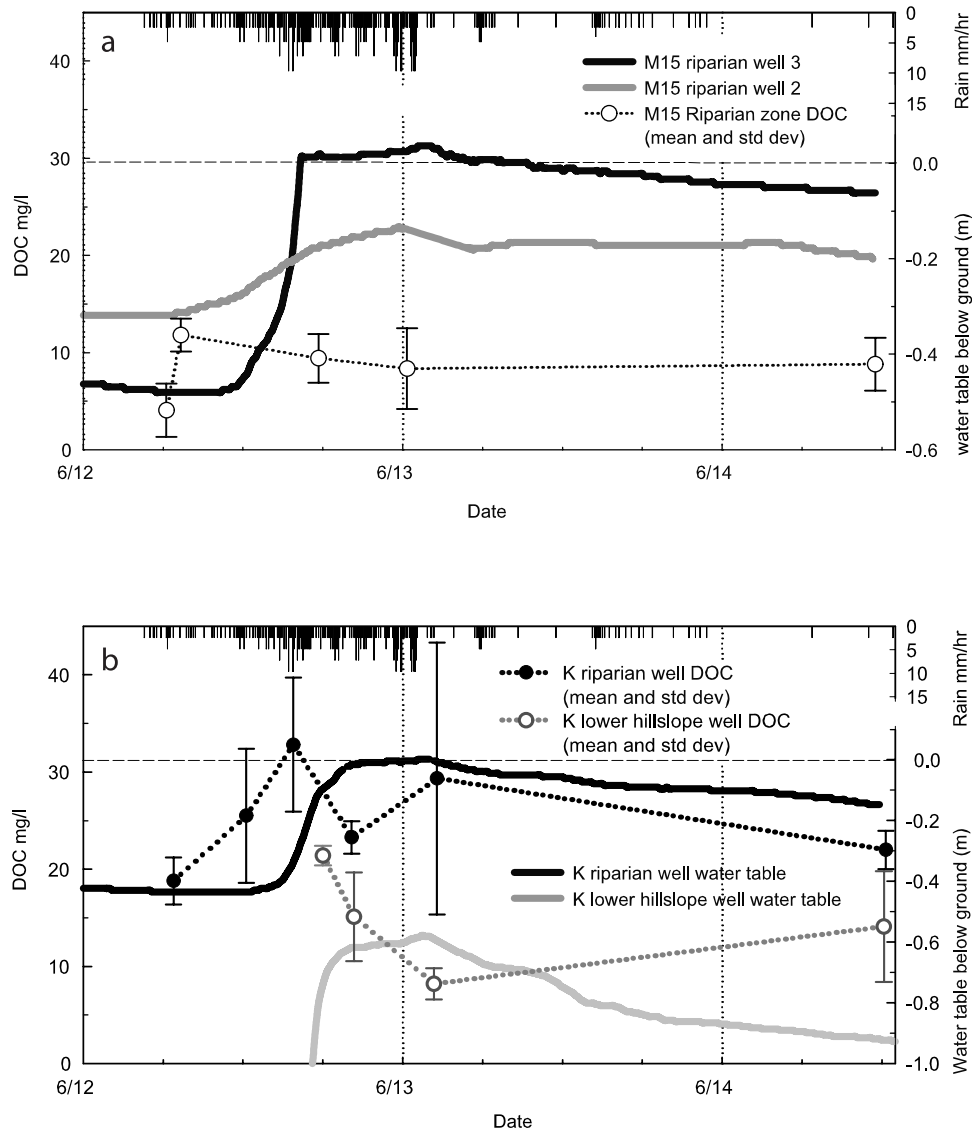 a
40
30
20
10
0
DOC mg/l
0
5
10
15
Rain mm/hr
0.0
-0.2
-0.4
-0.6
water table below ground (m)
M15 riparian well 3
M15 riparian well 2
M15 Riparian zone DOC
(mean and std dev)
6/12
6/13
6/14
Date
b
40
30
20
10
0
DOC mg/l
0
5
10
15
Rain mm/hr
0.0
-0.2
-0.4
-0.6
-0.8
-1.0
Water table below ground (m)
K riparian well DOC
(mean and std dev)
K lower hillslope well DOC
(mean and std dev)
K riparian well water table
K lower hillslope well water table
6/12
6/13
6/14
Date